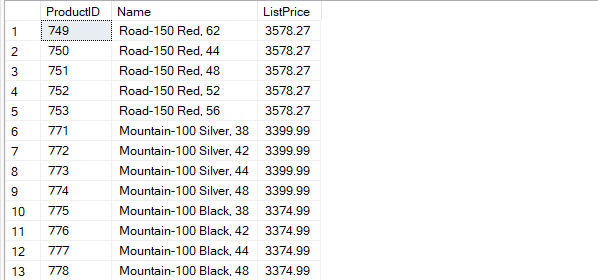 ProductID Name ListPrice
1 749 Road-150 Red, 62 3578.27
2 750 Road-150 Red, 44 3578.27
3 751 Road-150 Red, 48 3578.27
4 752 Road-150 Red, 52 3578.27
5 753 Road-150 Red, 56 3578.27
6 771 Mountain-100 Silver, 38 3399.99
7 772 Mountain-100 Silver, 42 3399.99
8 773 Mountain-100 Silver, 44 3399.99
9 774 Mountain-100 Silver, 48 3399.99
10 775 Mountain-100 Black, 38 3374.99
11 776 Mountain-100 Black, 42 3374.99
12 777 Mountain-100 Black, 44 3374.99
13 778 Mountain-100 Black, 48 3374.99